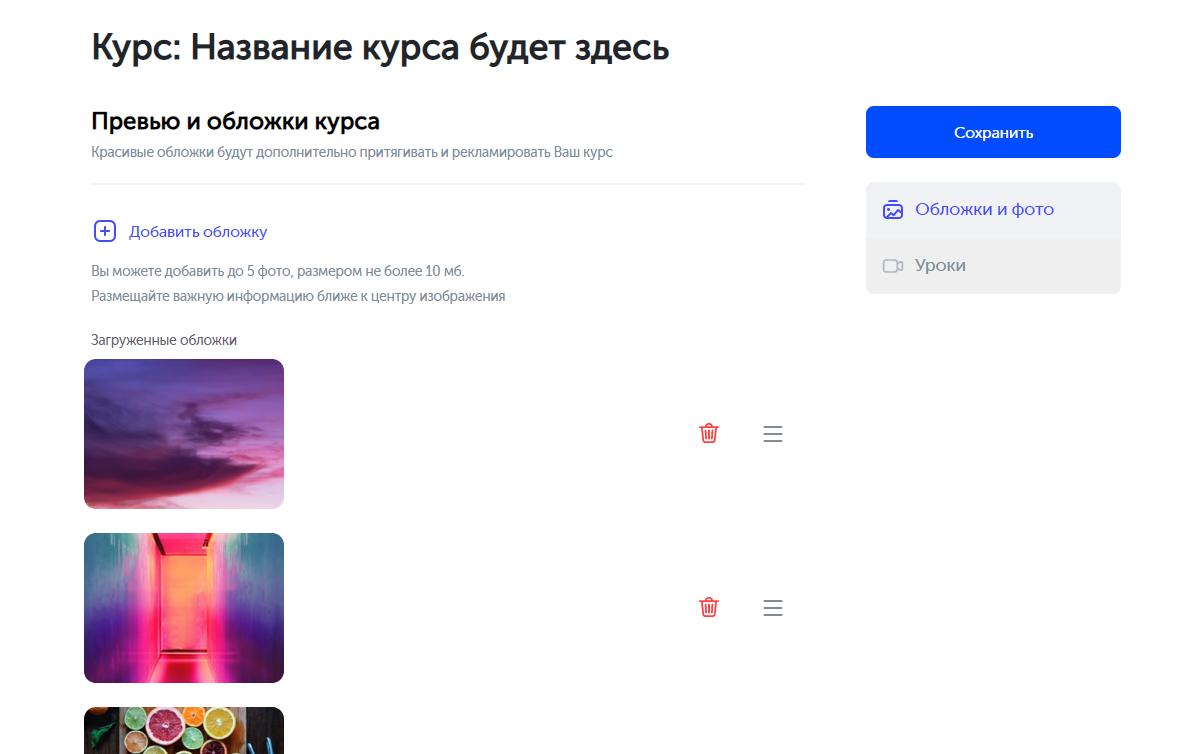 Курс: Название курса будет здесь
Превью и обложки курса
Красивые обложки будут дополнительно притягивать и рекламировать Ваш курс
Сохранить
Обложки и фото
Уроки
Добавить обложку
Вы можете добавить до 5 фото, размером не более 10 мб.
Размещайте важную информацию ближе к центру изображения
Загруженные обложки